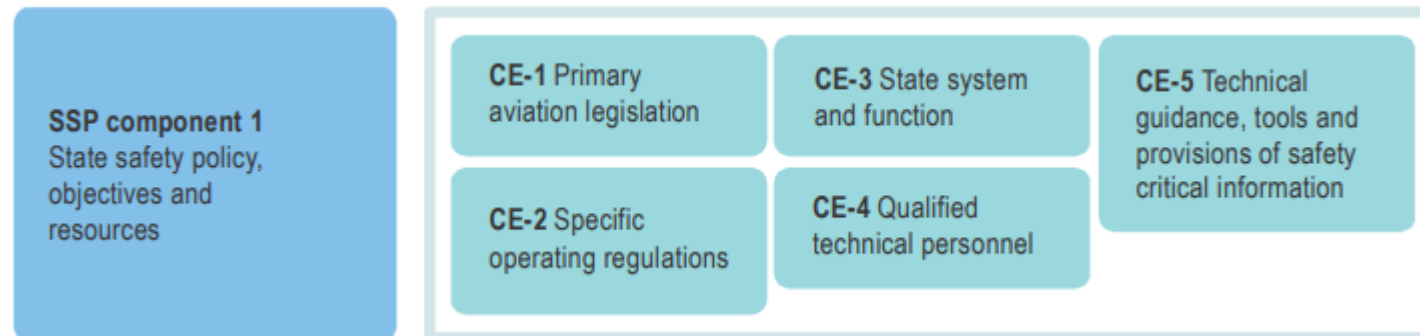 SSP component 1
State safety policy,
objectives and
resources
CE-1 Primary
aviation legislation
CE-2 Specific
operating regulations
CE-3 State system
and function
CE-4 Qualified
technical personnel
CE-5 Technical
guidance, tools and
provisions of safety
critical information